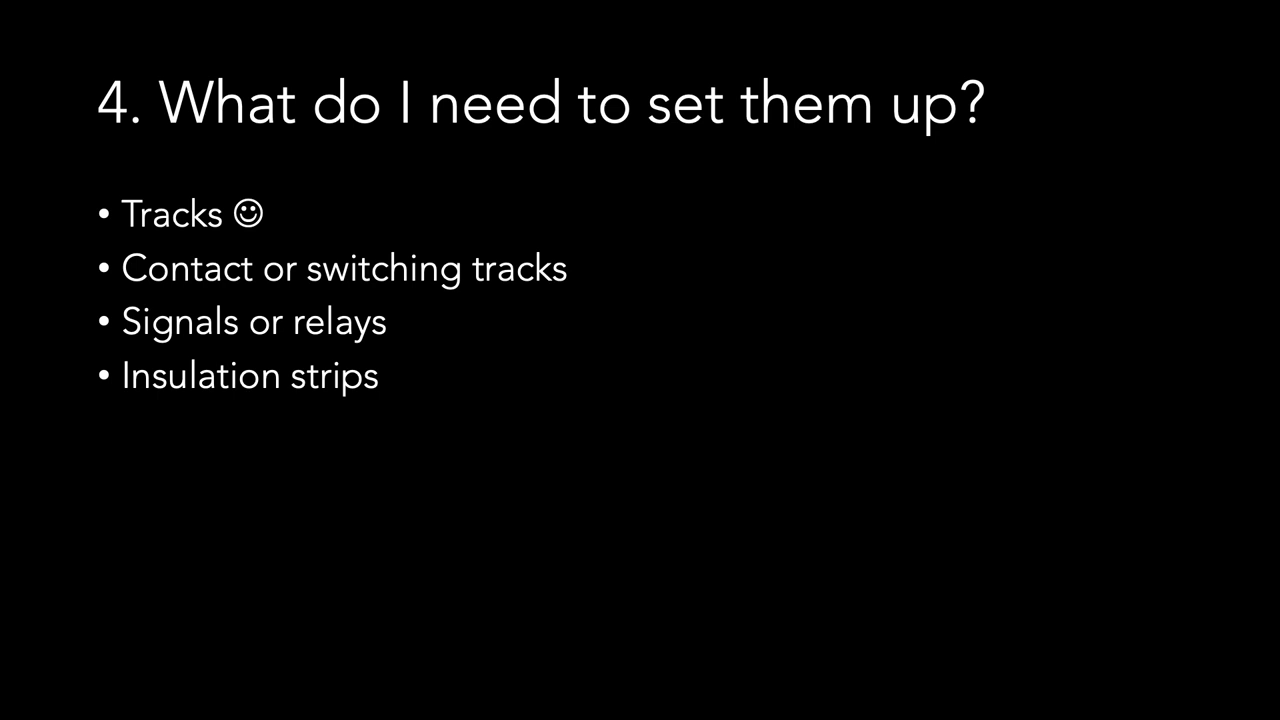 4. What do I need to set them up?
• Tracks ☺
• Contact or switching tracks
• Signals or relays
• Insulation strips